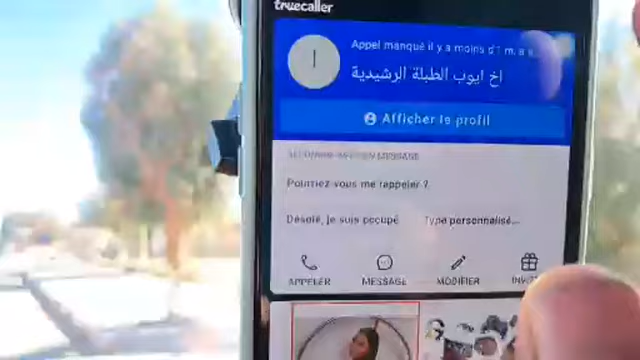 truecaller
Appel manqué il y a moins d'1 m.
اخ ايوب الطبلة الرشيدية
Afficher le profil
MESSAGE
Pourriez-vous me rappeler ?
Désolé, je suis occupé
Type personnalisé...
APPELER
MESSAGE
MODIFIER